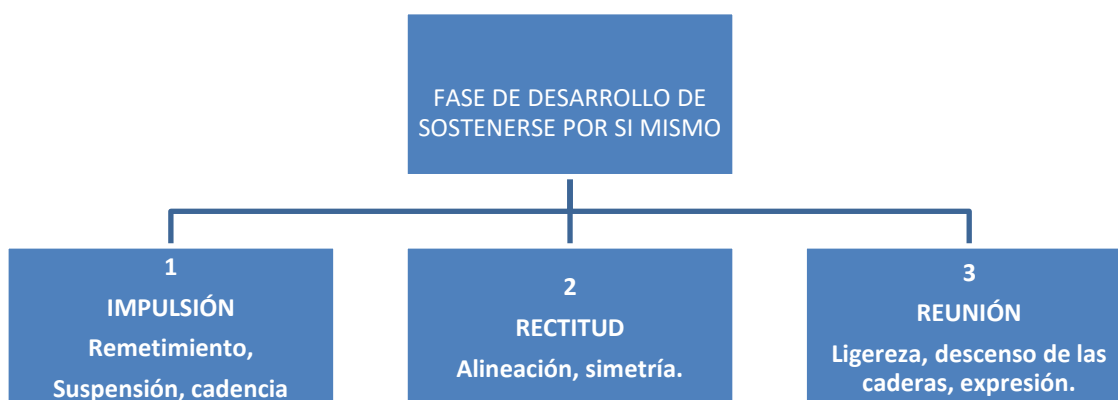 FASE DE DESARROLLO DE
SOSTENERSE POR SI MISMO
1
IMPULSIÓN
Remetimiento,
Suspensión, cadencia
2
RECTITUD
Alineación, simetría.
3
REUNIÓN
Ligereza, descenso de las
caderas, expresión.